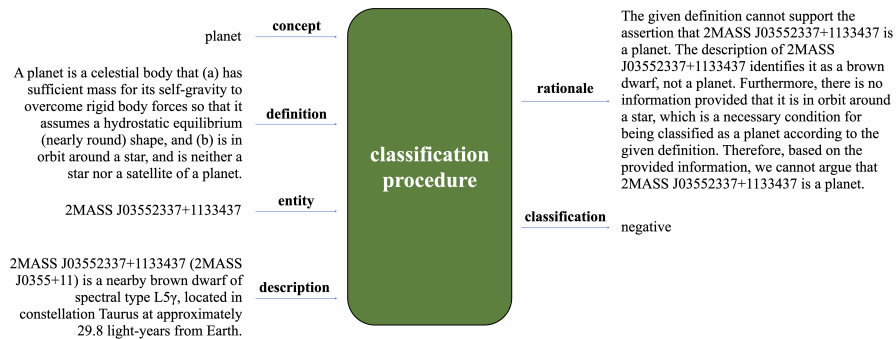 planet
concept
A planet is a celestial body that (a) has
sufficient mass for its self-gravity to
overcome rigid body forces so that it
assumes a hydrostatic equilibrium
(nearly round) shape, and (b) is in
orbit around a star, and is neither a
star nor a satellite of a planet.
definition
2MASS J03552337+1133437
entity
2MASS J03552337+1133437 (2MASS
J0355+11) is a nearby brown dwarf of
spectral type L5γ, located in
constellation Taurus at approximately
29.8 light-years from Earth.
description
classification
procedure
rationale
The given definition cannot support the
assertion that 2MASS J03552337+1133437 is
a planet. The description of 2MASS
J03552337+1133437 identifies it as a brown
dwarf, not a planet. Furthermore, there is no
information provided that it is in orbit around
a star, which is a necessary condition for
being classified as a planet according to the
given definition. Therefore, based on the
provided information, we cannot argue that
2MASS J03552337+1133437 is a planet.
classification
negative